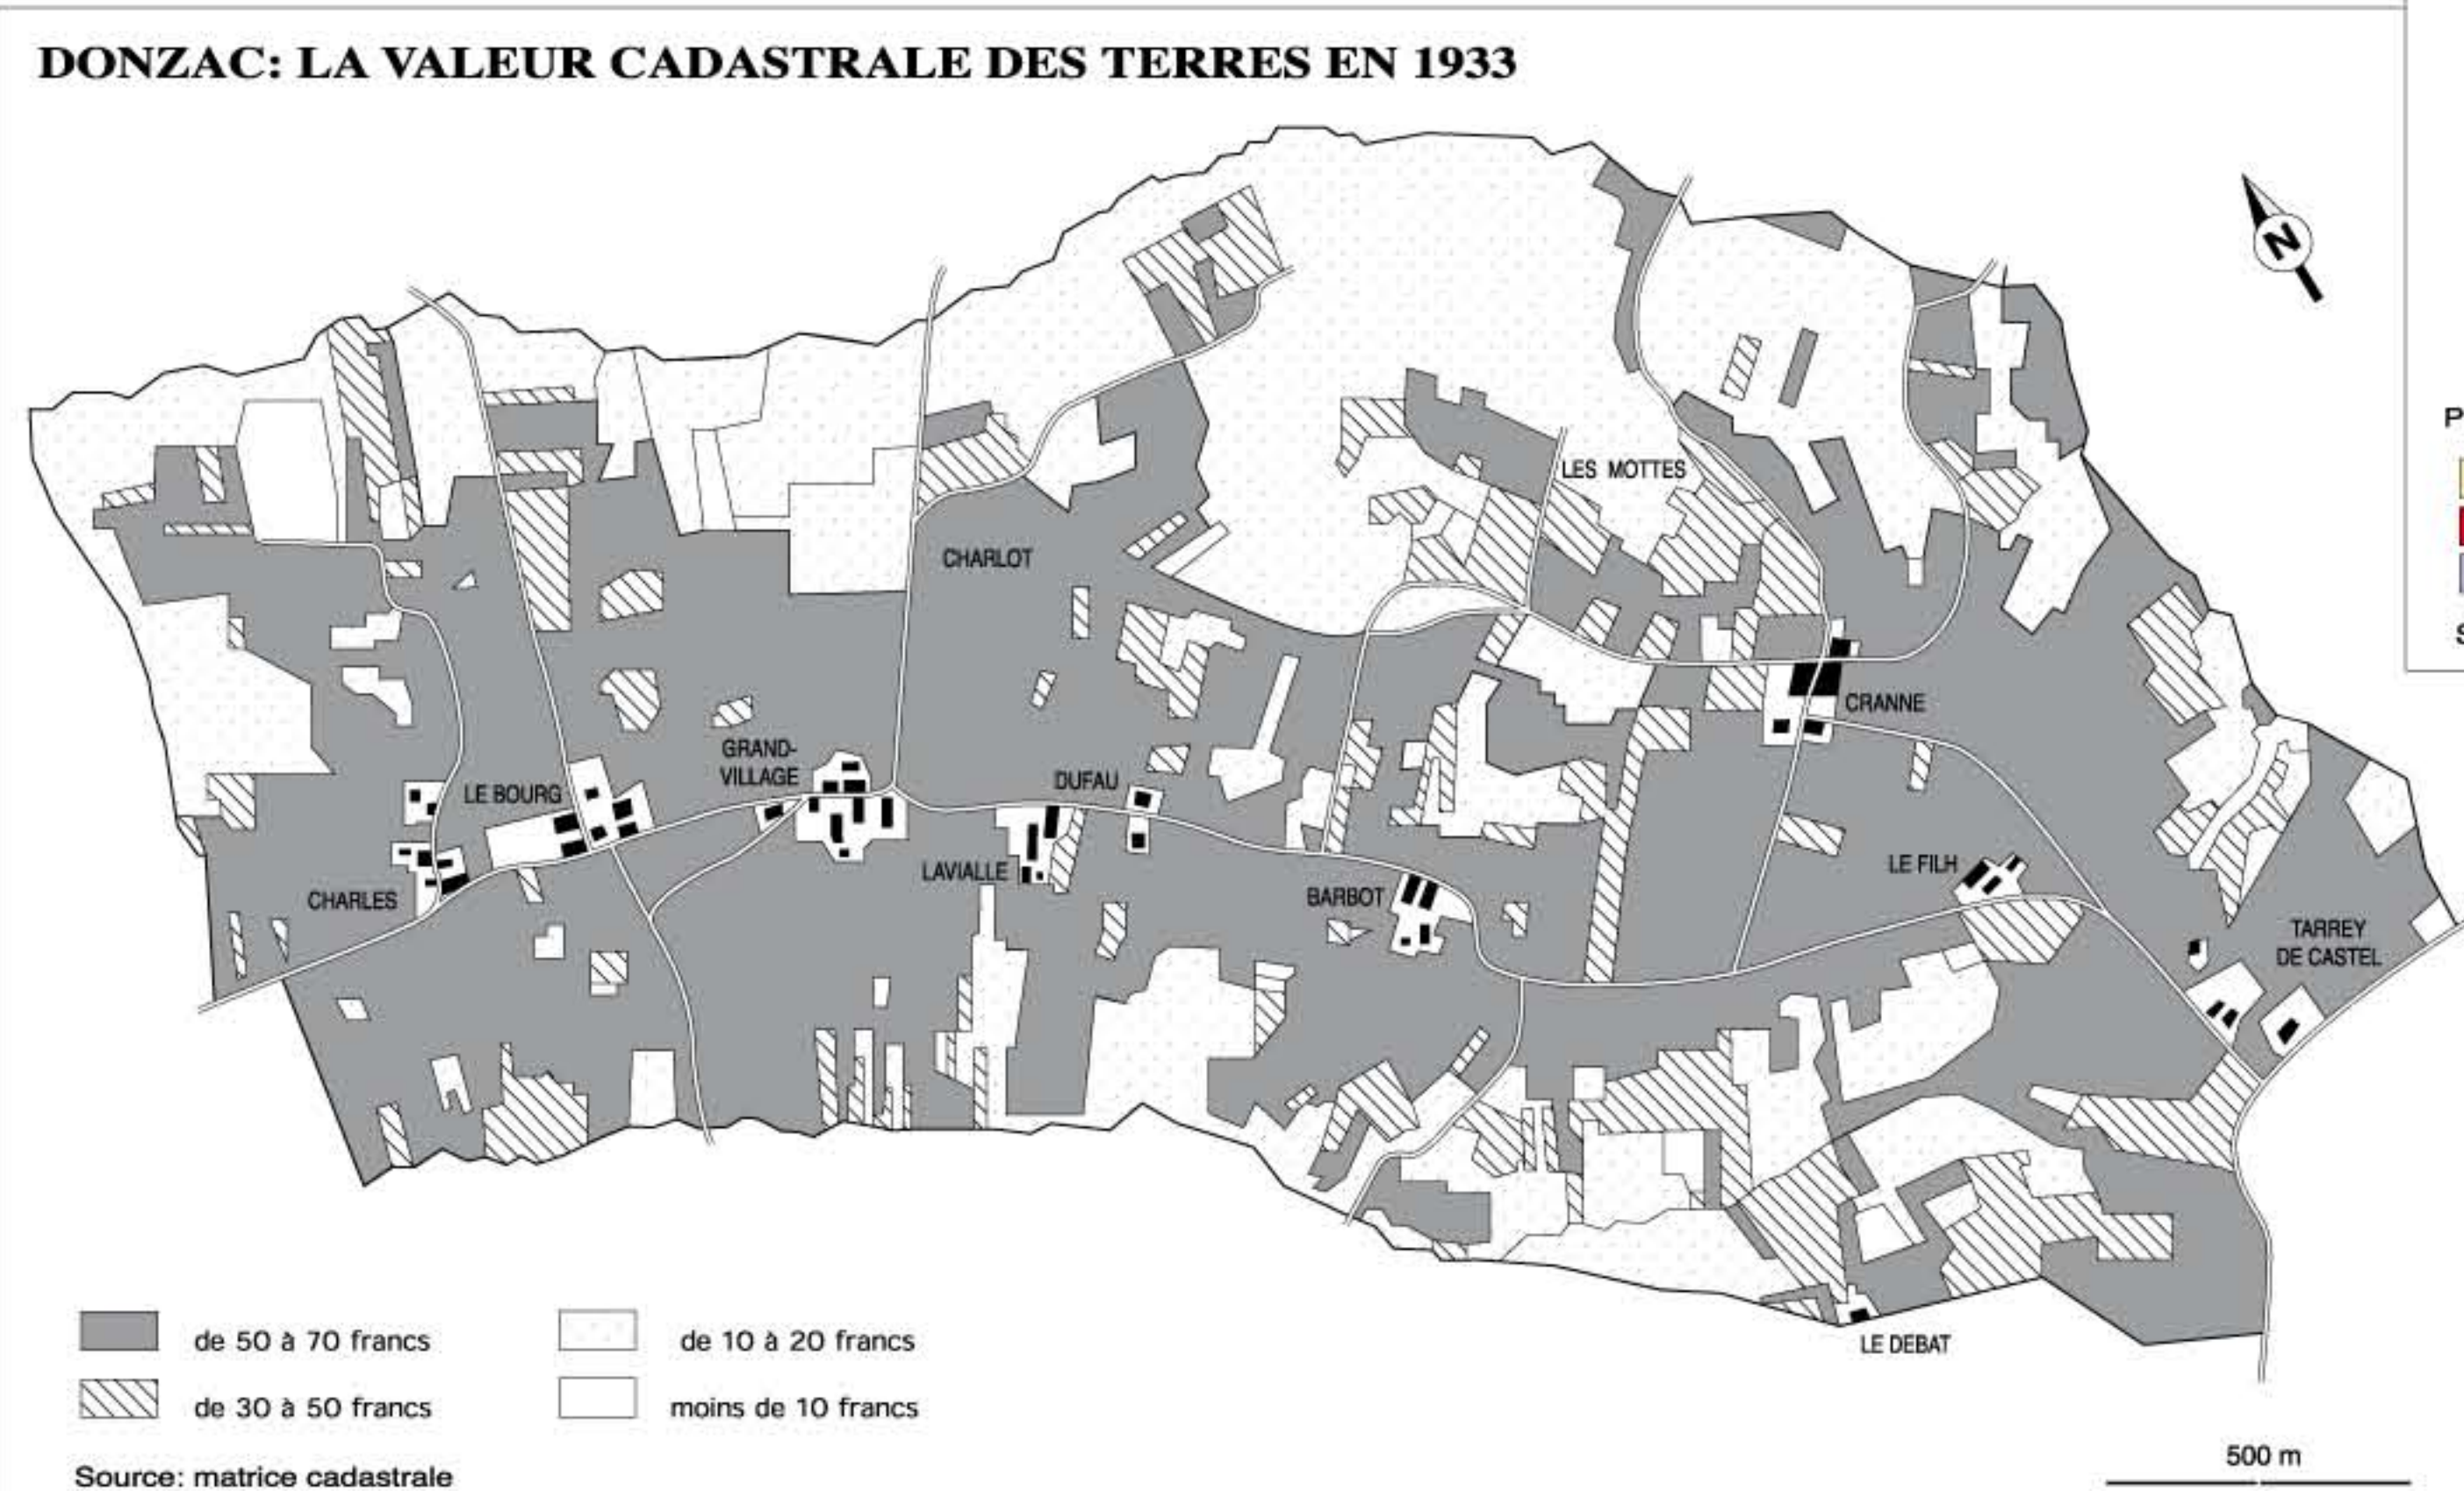 DONZAC: LA VALEUR CADASTRALE DES TERRES EN 1933
N
P
LES MOTTES
CHARLOT
CRANNE
GRAND-
VILLAGE
DUFAU
LE BOURG
LAVIALLE
LE FILH
BARBOT
CHARLES
TARREY
DE CASTEL
LE DEBAT
de 50 à 70 francs
de 10 à 20 francs
de 30 à 50 francs
moins de 10 francs
Source: matrice cadastrale
500 m